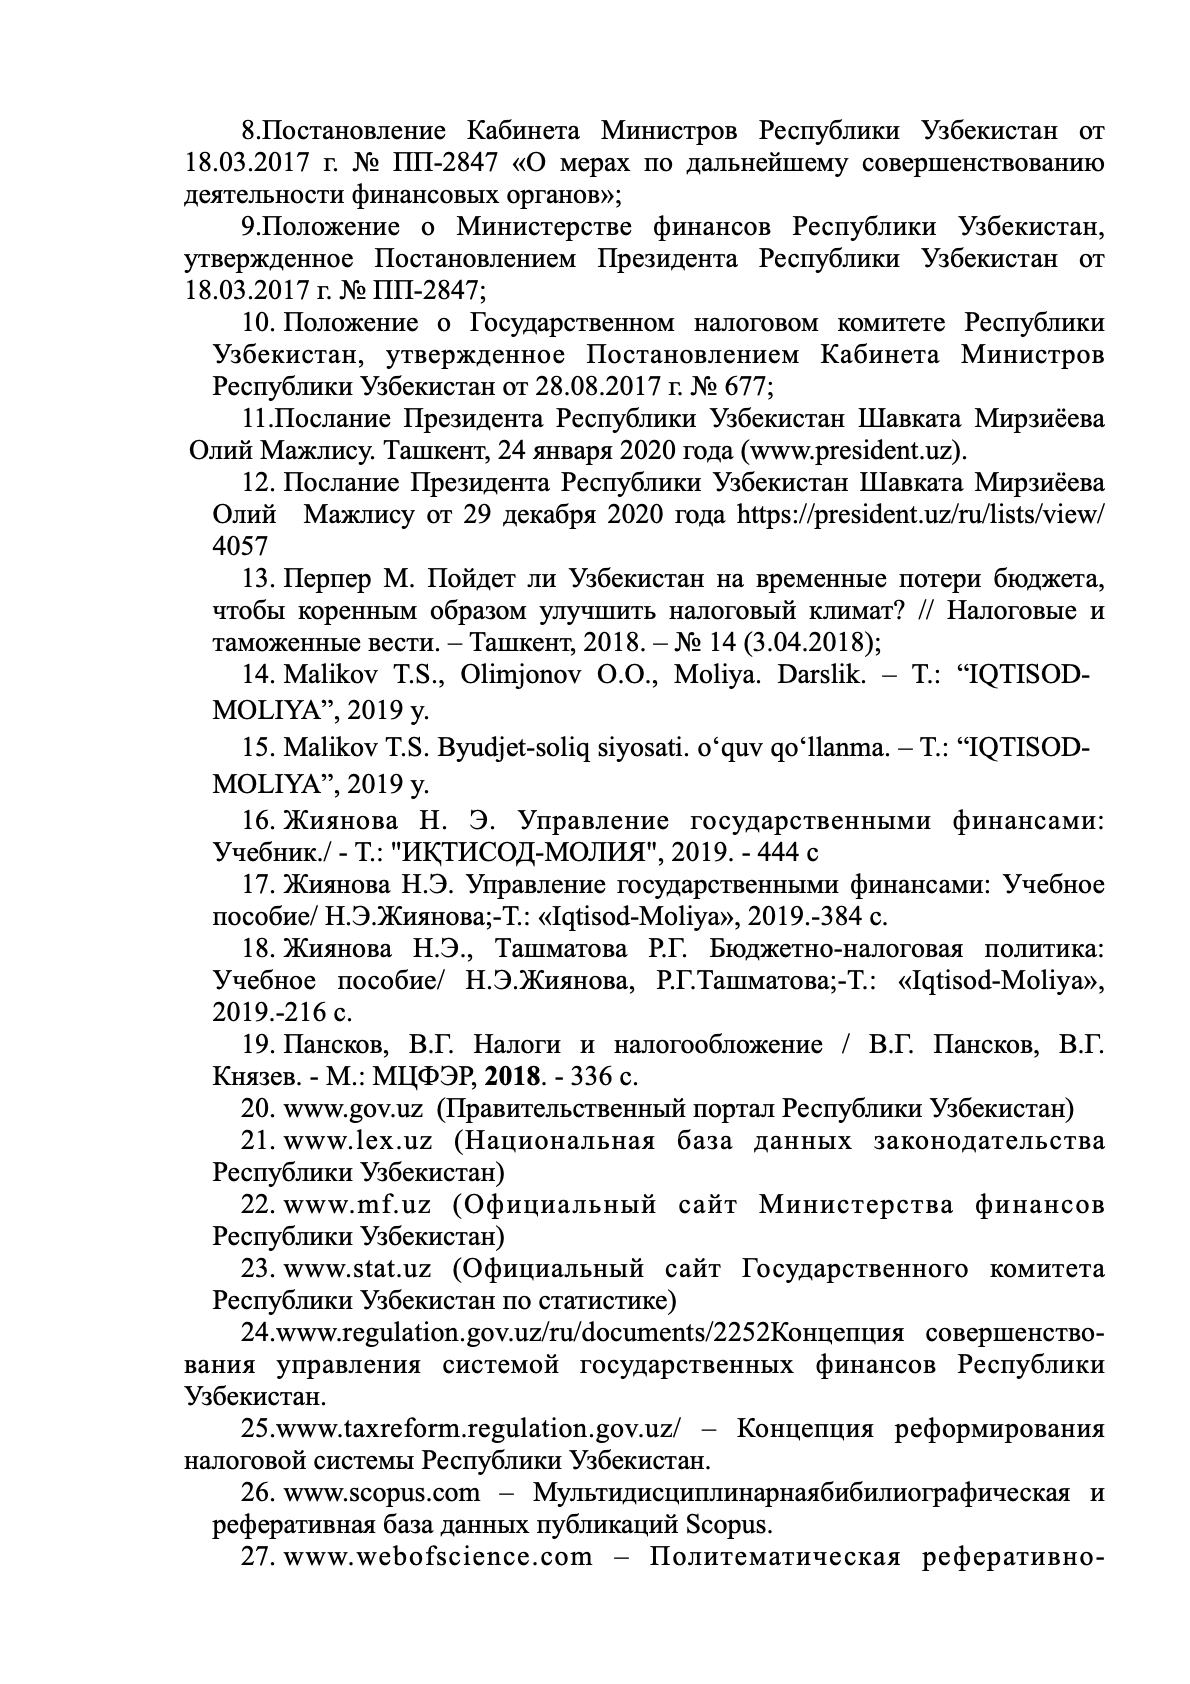 8.Постановление Кабинета Министров Республики Узбекистан от
18.03.2017 г. № ПП-2847 «О мерах по дальнейшему совершенствованию
деятельности финансовых органов»;
9.Положение о Министерстве финансов Республики Узбекистан,
утвержденное Постановлением Президента Республики Узбекистан от
18.03.2017 г. № ПП-2847;
10. Положение о Государственном налоговом комитете Республики
Узбекистан, утвержденное Постановлением Кабинета Министров
Республики Узбекистан от 28.08.2017 г. № 677;
11.Послание Президента Республики Узбекистан Шавката Мирзиёева
Олий Мажлису. Ташкент, 24 января 2020 года (www.president.uz).
12. Послание Президента Республики Узбекистан Шавката Мирзиёева
Олий Мажлису от 29 декабря 2020 года https://president.uz/ru/lists/view/
4057
13. Перпер М. Пойдет ли Узбекистан на временные потери бюджета,
чтобы коренным образом улучшить налоговый климат? // Налоговые и
таможенные вести. – Ташкент, 2018. – № 14 (3.04.2018);
14. Malikov T.S., Olimjonov O.O., Moliya. Darslik. – T.: “IQTISOD-
MOLIYA”, 2019 y.
15. Malikov T.S. Byudjet-soliq siyosati. o‘quv qo‘llanma. – T.: “IQTISOD-
MOLIYA”, 2019 y.
16. Жиянова Н. Э. Управление государственными финансами:
Учебник./ - Т.: "ИҚТИСОД-МОЛИЯ", 2019. - 444 с
17. Жиянова Н.Э. Управление государственными финансами: Учебное
пособие/ Н.Э.Жиянова;-Т.: «Iqtisod-Moliya», 2019.-384 с.
18. Жиянова Н.Э., Ташматова Р.Г. Бюджетно-налоговая политика:
Учебное пособие/ Н.Э.Жиянова, Р.Г.Ташматова;-Т.: «Iqtisod-Moliya»,
2019.-216 с.
19. Пансков, В.Г. Налоги и налогообложение / В.Г. Пансков, В.Г.
Князев. - М.: МЦФЭР, 2018. - 336 с.
20. www.gov.uz (Правительственный портал Республики Узбекистан)
21. www.lex.uz (Национальная база данных законодательства
Республики Узбекистан)
22. www.mf.uz (Официальный сайт Министерства финансов
Республики Узбекистан)
23. www.stat.uz (Официальный сайт Государственного комитета
Республики Узбекистан по статистике)
24.www.regulation.gov.uz/ru/documents/2252Концепция совершенство-
вания управления системой государственных финансов Республики
Узбекистан.
25.www.taxreform.regulation.gov.uz/ – Концепция реформирования
налоговой системы Республики Узбекистан.
26. www.scopus.com – Мультидисциплинарнаябибилиографическая и
реферативная база данных публикаций Scopus.
27. www.webofscience.com – Политематическая реферативно-